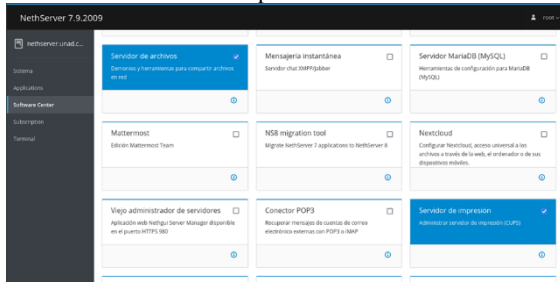 NethServer 7.9.2009
root
nethserver.unad.c...
Sistema
Applications
Software Center
Subscription
Terminal
Servidor de archivos
Demonios y herramientas para compartir archivos
en red
Mensajería instantánea
Servidor chat XMPP/Jabber
Servidor MariaDB (MySQL)
Herramientas de configuración para MariaDB
(MySQL)
Mattermost
Edición Mattermost Team
NS8 migration tool
Migrate NethServer 7 applications to NethServer 8
Nextcloud
Configurar Nextcloud, acceso universal a los
archivos a través de la web, el ordenador o de sus
dispositivos móviles.
Viejo administrador de servidores
Aplicación web Nethgui Server Manager disponible
en el puerto HTTPS 980
Conector POP3
Recuperar mensajes de cuentas de correo
electrónico externas con POP3 o IMAP
Servidor de impresión
Administrar servidor de impresión (CUPS)